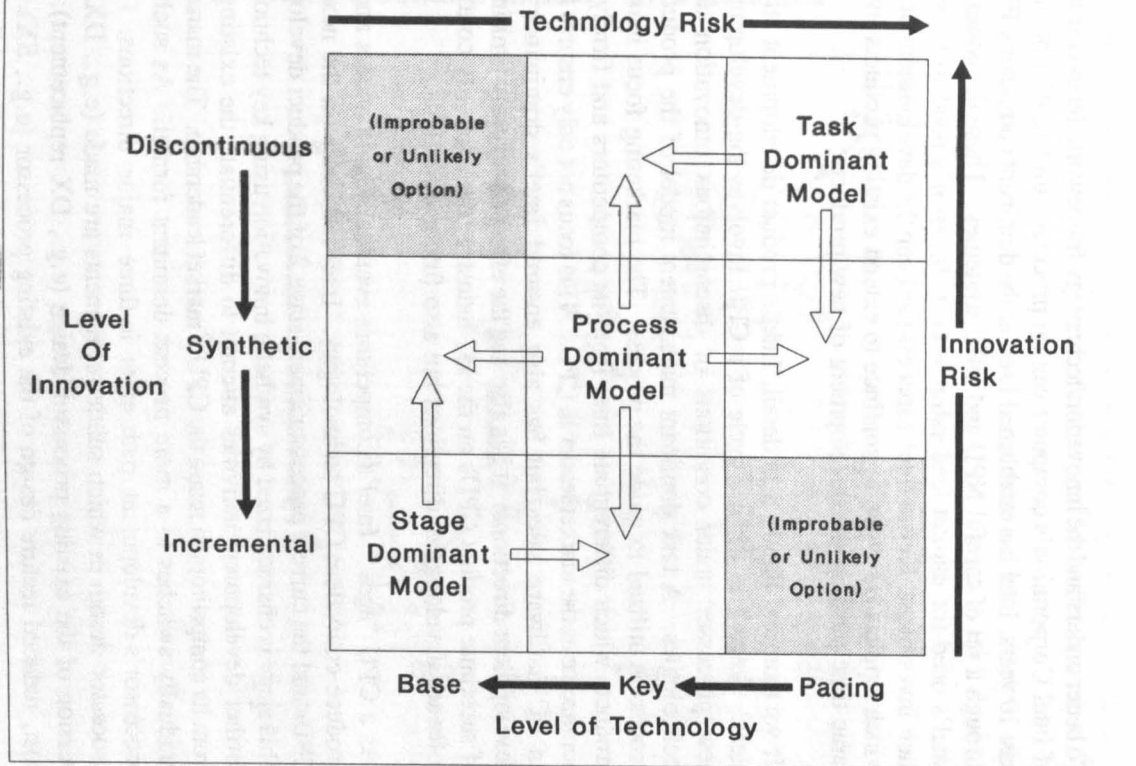 Technology Risk
Discontinuous
(Improbable
or Unlikely
Option)
Task
Dominant
Model
Level
Of
Innovation
Synthetic
Process
Dominant
Model
Innovation
Risk
Incremental
Stage
Dominant
Model
(Improbable
or Unlikely
Option)
Base
Key
Pacing
Level of Technology